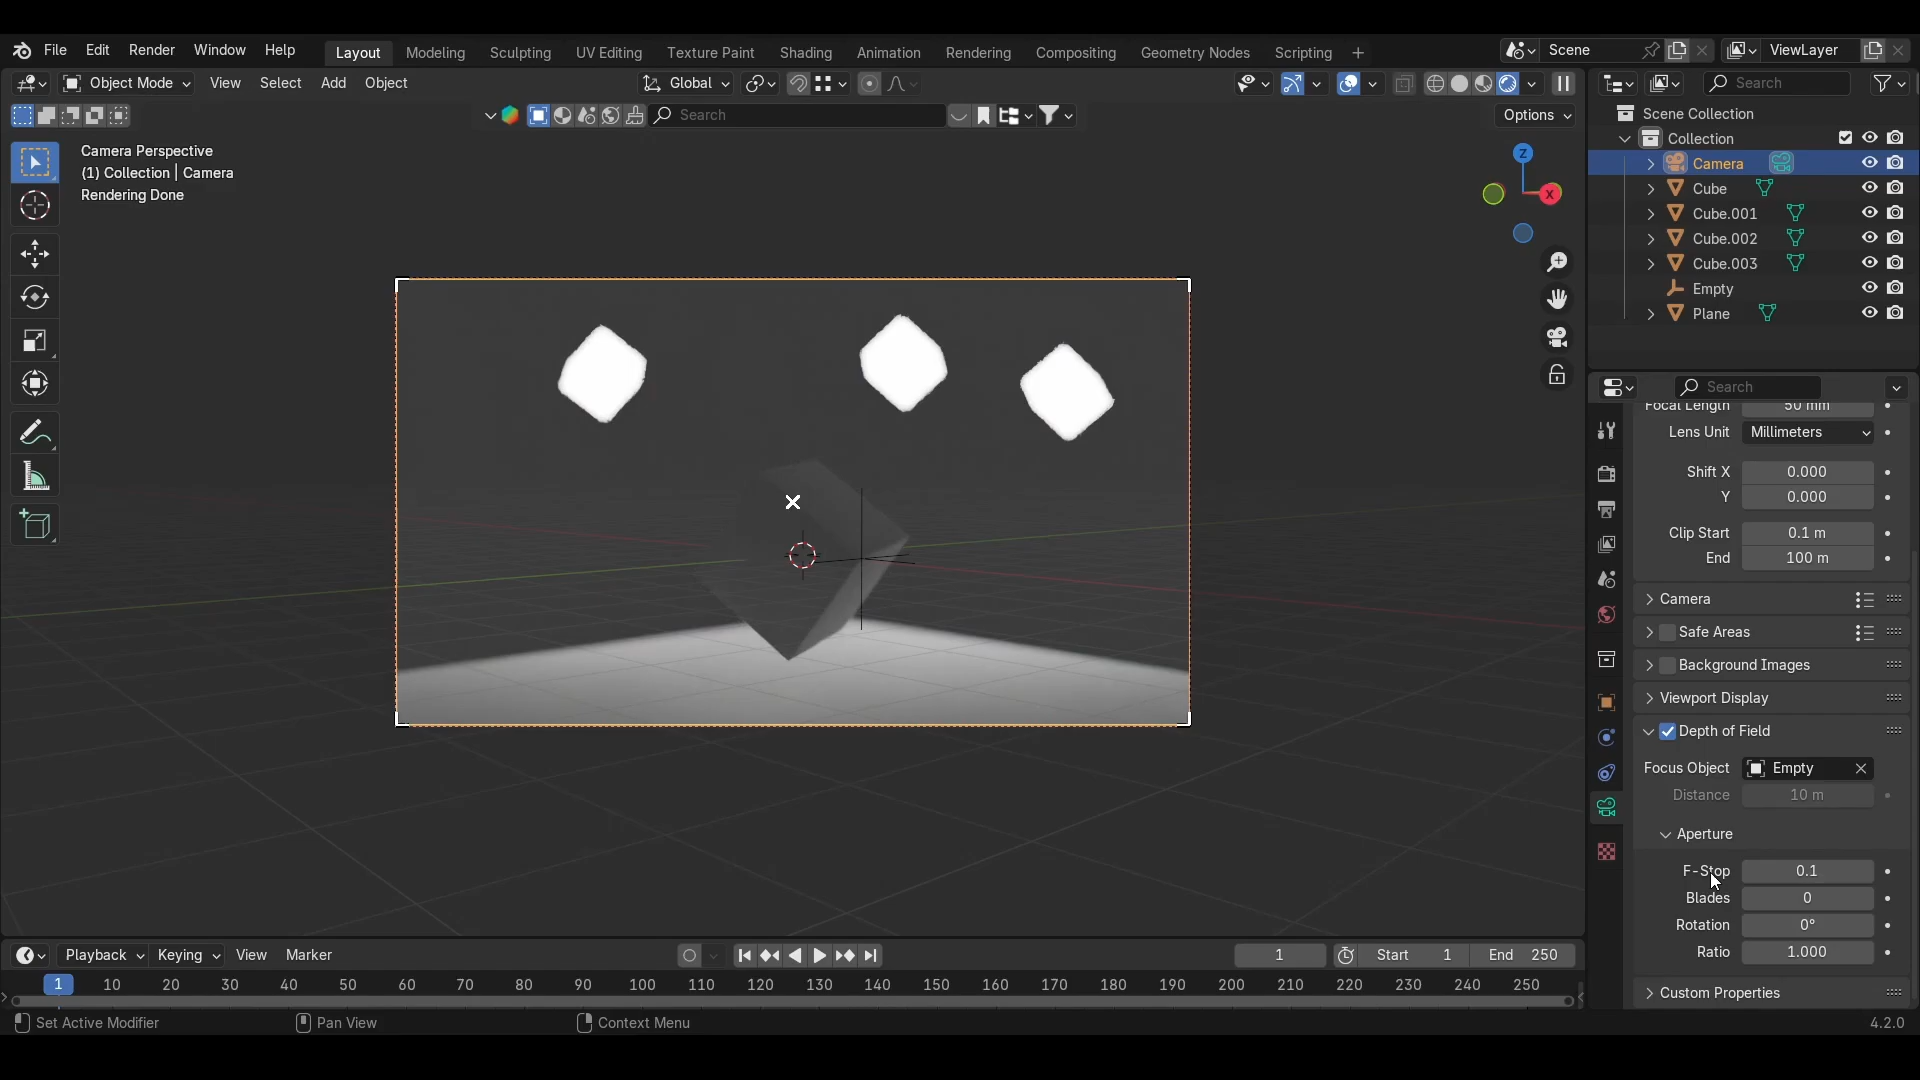 File Edit Render Window Help Layout Modeling Sculpting UV Editing Texture Paint Shading Animation Rendering Compositing Geometry Nodes Scripting + Scene ViewLayer
Object Mode View Select Add Object Global Search
Search Options
Scene Collection
Collection
Camera
Cube
Cube.001
Cube.002
Cube.003
Empty
Plane
Camera Perspective
(1) Collection | Camera
Rendering Done
Z
X
Search
Focal Length 50 mm
Lens Unit Millimeters
Shift X 0.000
Y 0.000
Clip Start 0.1 m
End 100 m
Camera
Safe Areas
Background Images
Viewport Display
Depth of Field
Focus Object Empty
Distance 10 m
Aperture
F-Stop 0.1
Blades 0
Rotation 0°
Ratio 1.000
Custom Properties
Playback Keying View Marker 1 Start 1 End 250
1 10 20 30 40 50 60 70 80 90 100 110 120 130 140 150 160 170 180 190 200 210 220 230 240 250
Set Active Modifier Pan View Context Menu 4.2.0